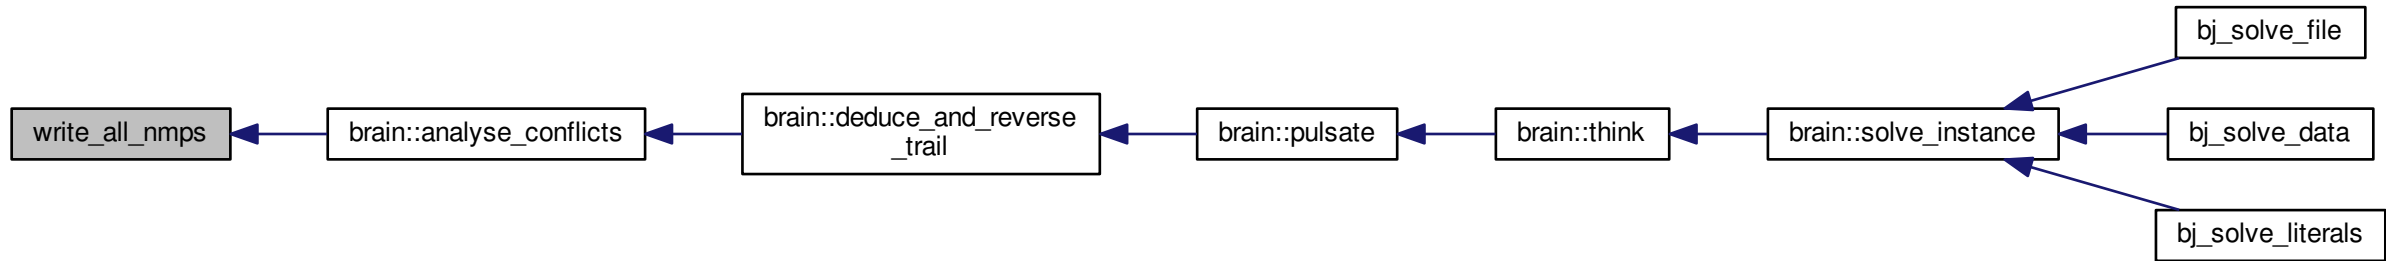 write_all_nmps
brain::analyse_conflicts
brain::deduce_and_reverse
_trail
brain::pulsate
brain::think
brain::solve_instance
bj_solve_file
bj_solve_data
bj_solve_literals